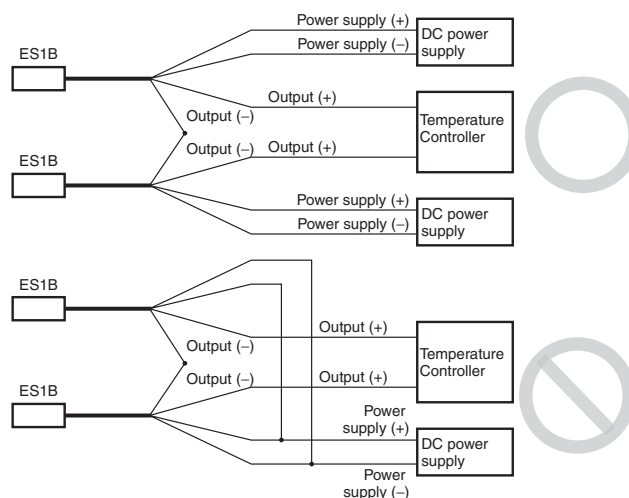 Power supply (+)
Power supply (−)
DC power
supply
ES1B
Output (+)
Output (−)
Temperature
Controller
Output (−)
Output (+)
ES1B
Power supply (+)
Power supply (−)
DC power
supply
ES1B
Output (+)
Output (−)
Temperature
Controller
Output (−)
Output (+)
ES1B
Power
supply (+)
DC power
supply
Power
supply (−)